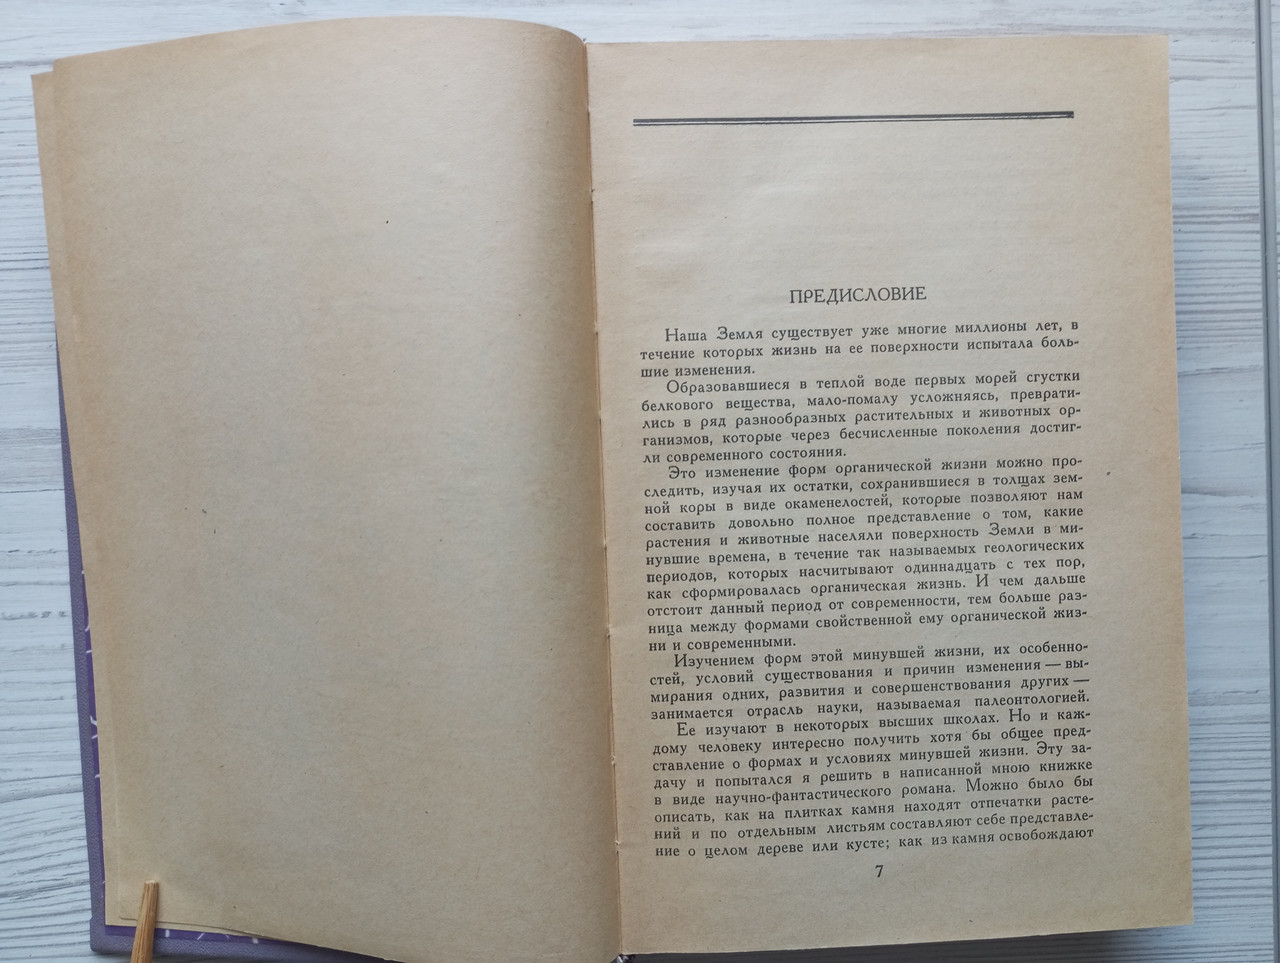 ПРЕДИСЛОВИЕ
Наша Земля существует уже многие миллионы лет, в
течение которых жизнь на ее поверхности испытала боль-
шие изменения.
Образовавшиеся в теплой воде первых морей сгустки
белкового вещества, мало-помалу усложняясь, преврати-
лись в ряд разнообразных растительных и животных ор-
ганизмов, которые через бесчисленные поколения достиг-
ли современного состояния.
Это изменение форм органической жизни можно про-
следить, изучая их остатки, сохранившиеся в толщах зем-
ной коры в виде окаменелостей, которые позволяют нам
составить довольно полное представление о том, какие
растения и животные населяли поверхность Земли в ми-
нувшие времена, в течение так называемых геологических
периодов, которых насчитывают одиннадцать с тех пор,
как сформировалась органическая жизнь. И чем дальше
отстоит данный период от современности, тем больше раз-
ница между формами свойственной ему органической жиз-
ни и современными.
Изучением форм этой минувшей жизни, их особенно-
стей, условий существования и причин изменения — вы-
мирания одних, развития и совершенствования других —
занимается отрасль науки, называемая палеонтологией.
Ее изучают в некоторых высших школах. Но и каж-
дому человеку интересно получить хотя бы общее пред-
ставление о формах и условиях минувшей жизни. Эту за-
дачу и попытался я решить в написанной мною книжке
в виде научно-фантастического романа. Можно было бы
описать, как на плитках камня находят отпечатки расте-
ний и по отдельным листьям составляют себе представле-
ние о целом дереве или кусте; как из камня освобождают
7